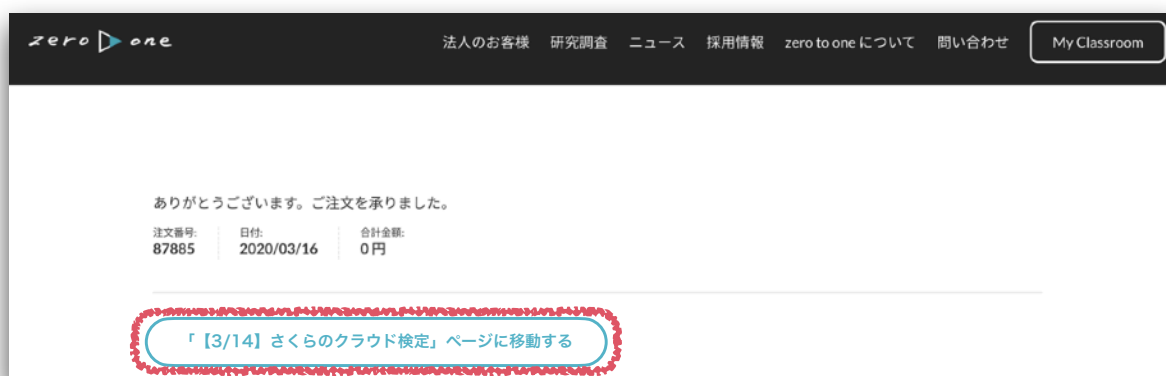 zero one
法人のお客様 研究調査 ニュース 採用情報 zero to one について 問い合わせ My Classroom
ありがとうございます。ご注文を承りました。
注文番号: 日付: 合計金額:
87885 2020/03/16 0円
「【3/14】さくらのクラウド検定」ページに移動する